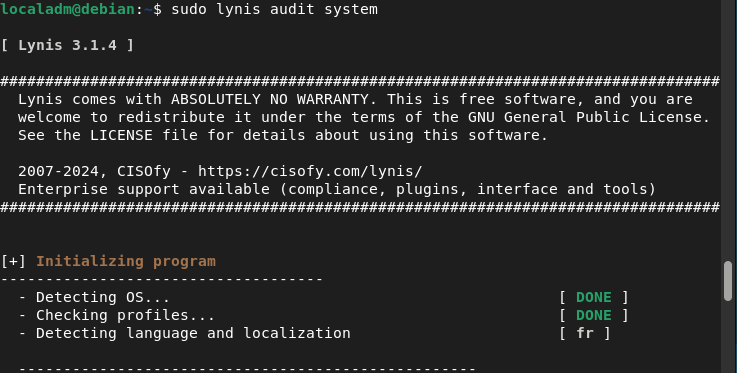 localadm@debian:~$ sudo lynis audit system
[ Lynis 3.1.4 ]
################################################################################
Lynis comes with ABSOLUTELY NO WARRANTY. This is free software, and you are
welcome to redistribute it under the terms of the GNU General Public License.
See the LICENSE file for details about using this software.
2007-2024, CISOfy - https://cisofy.com/lynis/
Enterprise support available (compliance, plugins, interface and tools)
################################################################################
[+] Initializing program
------------------------------------
- Detecting OS... [ DONE ]
- Checking profiles... [ DONE ]
- Detecting language and localization [ fr ]
---------------------------------------------------